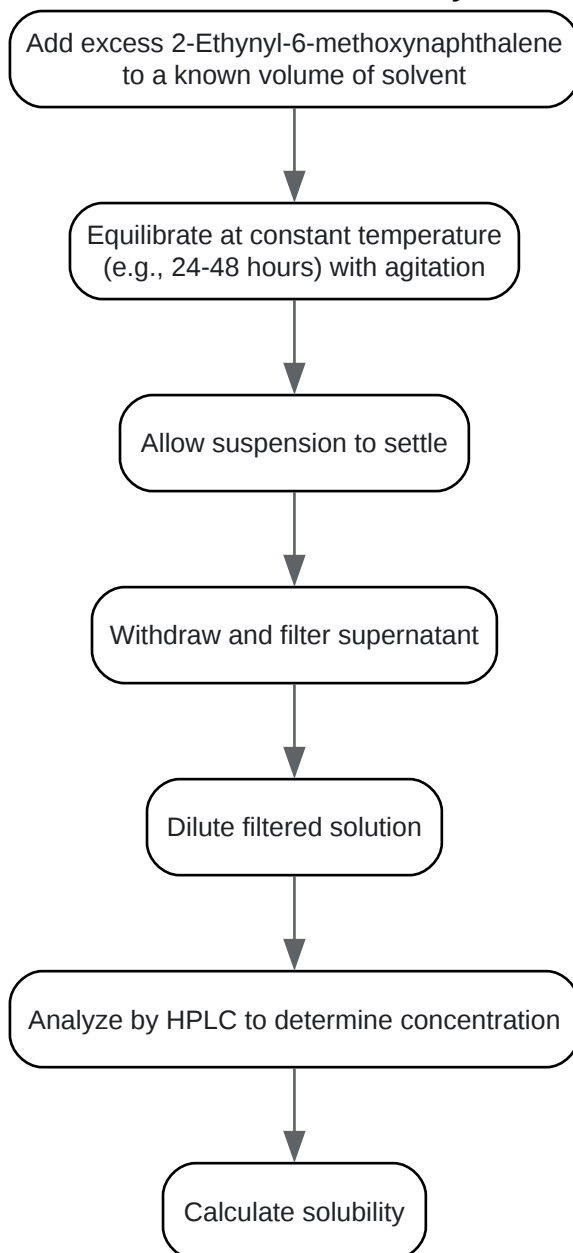 Add excess 2-Ethynyl-6-methoxynaphthalene
to a known volume of solvent
Equilibrate at constant temperature
(e.g., 24-48 hours) with agitation
Allow suspension to settle
Withdraw and filter supernatant
Dilute filtered solution
Analyze by HPLC to determine concentration
Calculate solubility